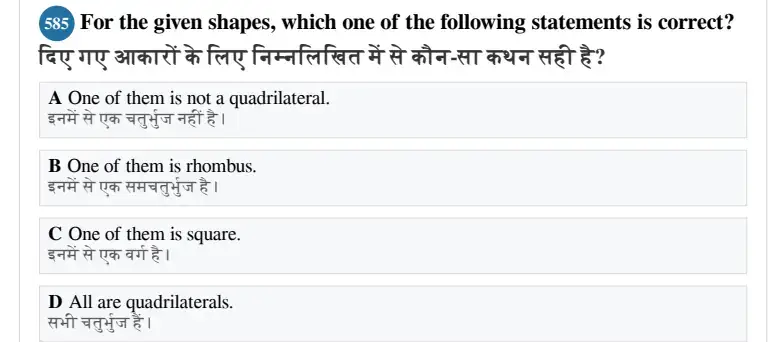 585 For the given shapes, which one of the following statements is correct?
दिए गए आकारों के लिए निम्नलिखित में से कौन-सा कथन सही है?
A One of them is not a quadrilateral.
इनमें से एक चतुर्भुज नहीं है।
B One of them is rhombus.
इनमें से एक समचतुर्भुज है।
C One of them is square.
इनमें से एक वर्ग है।
D All are quadrilaterals.
सभी चतुर्भुज हैं।